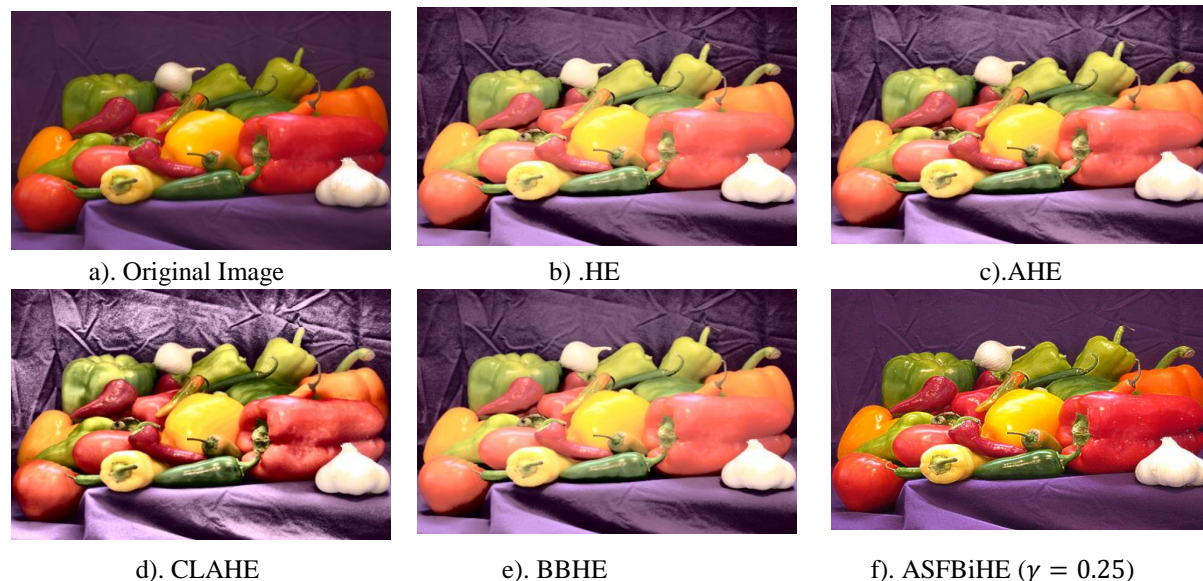 a). Original Image
b) .HE
c).AHE
d). CLAHE
e). BBHE
f). ASFBiHE (γ = 0.25)